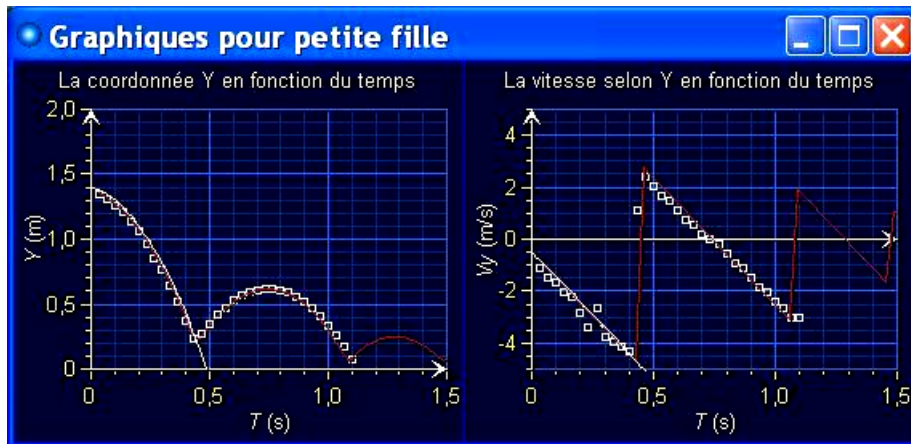 Graphiques pour petite fille
La coordonnée Y en fonction du temps
2,0
1,5
1,0
0,5
0
Y (m)
0 0,5 1,0 1,5
T (s)
La vitesse selon Y en fonction du temps
4
2
0
-2
-4
Vy (m/s)
0 0,5 1,0 1,5
T (s)